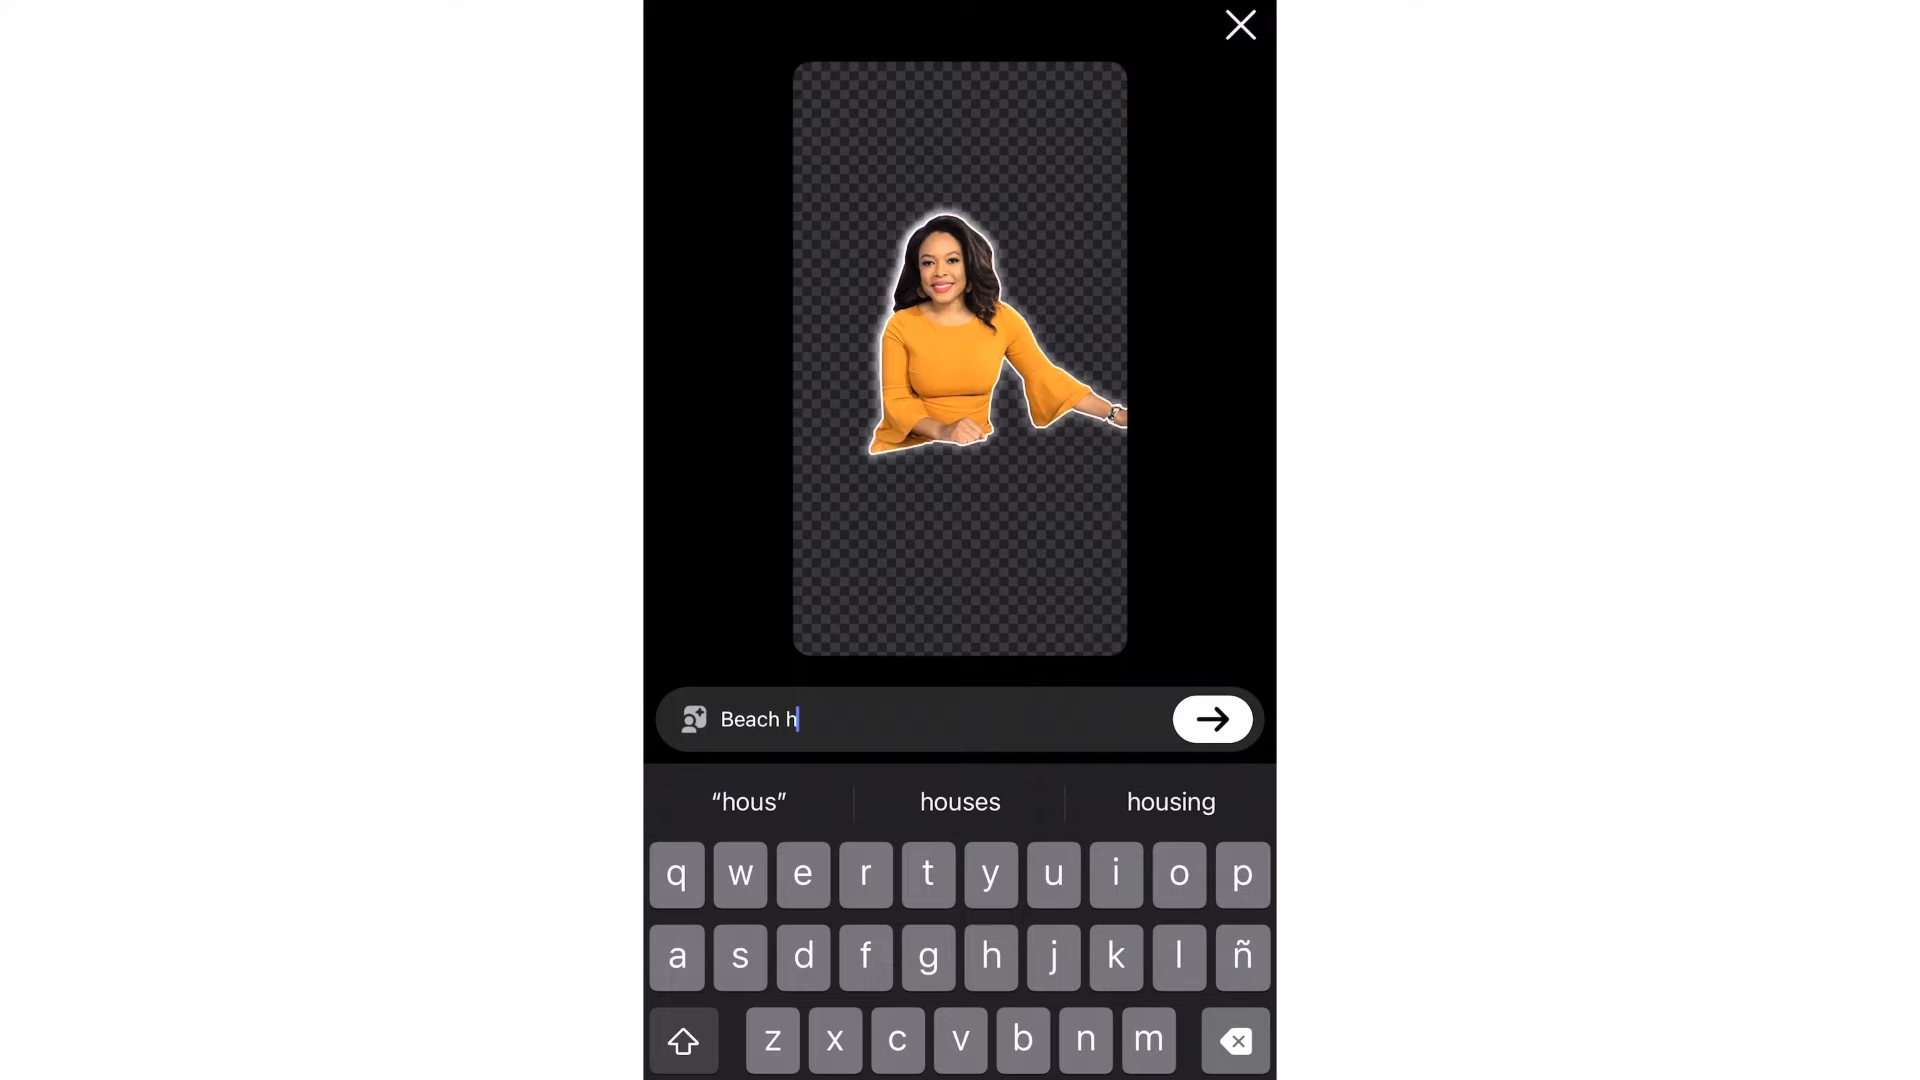 Beach h
“hous” houses housing
q w e r t y u i o p
a s d f g h j k l ñ
z x c v b n m